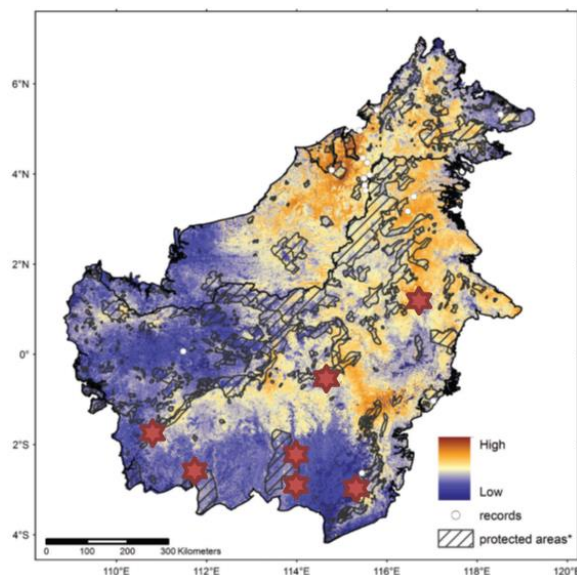 6°N
4°N
2°N
0°
2°S
4°S
High
Low
records
protected areas*
0 100 200 300 Kilometers
110°E 112°E 114°E 116°E 118°E 120°E